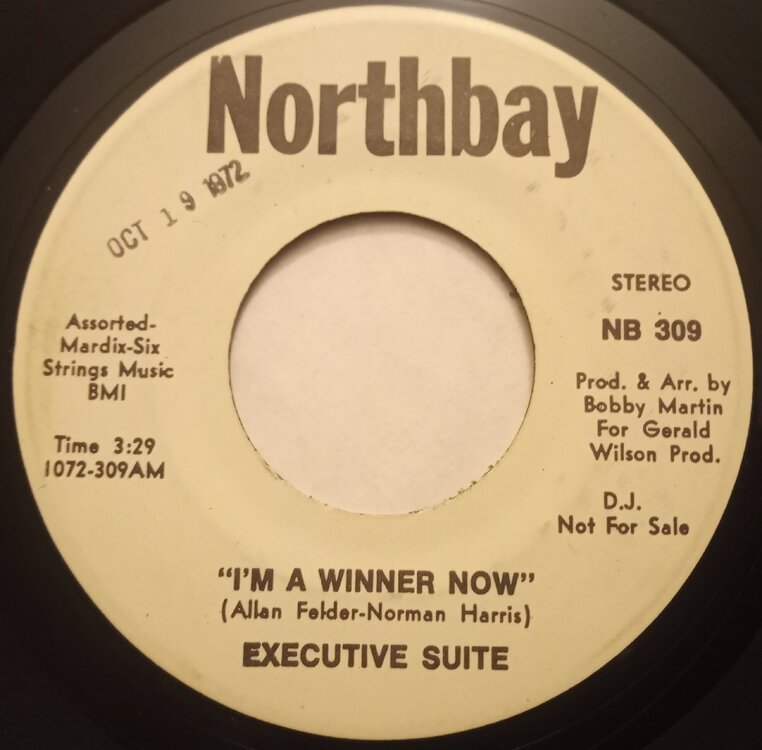 Northbay
OCT 19 1972
Assorted-
Mardix-Six
Strings Music
BMI
Time 3:29
1072-309AM
STEREO
NB 309
Prod. & Arr. by
Bobby Martin
For Gerald
Wilson Prod.
D.J.
Not For Sale
"I'M A WINNER NOW"
(Allan Felder-Norman Harris)
EXECUTIVE SUITE